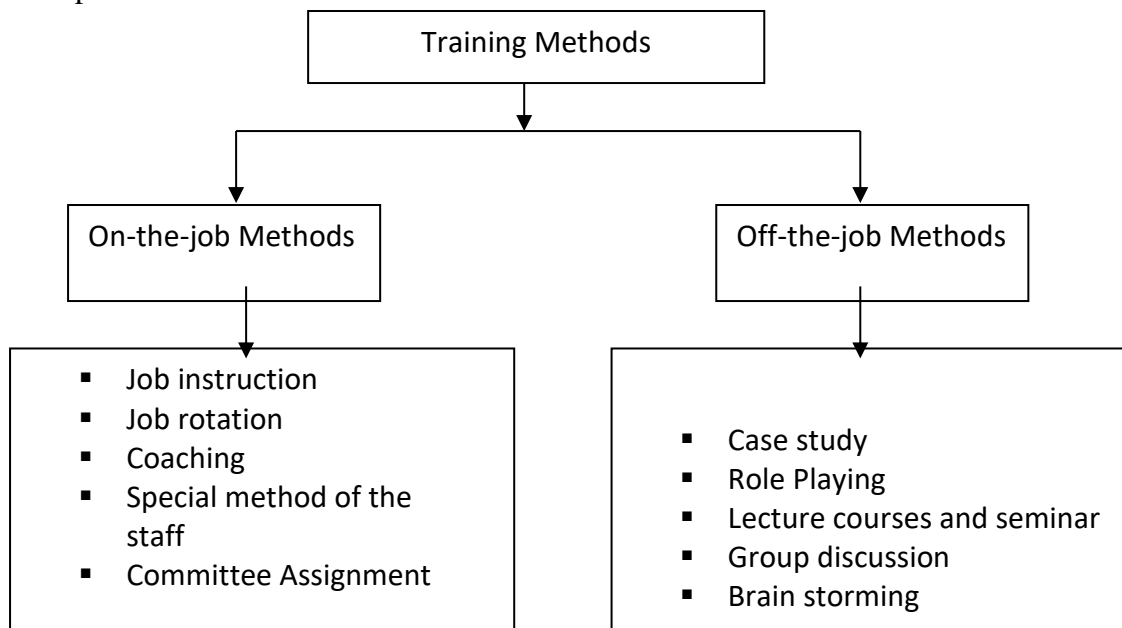 Training Methods
On-the-job Methods
Off-the-job Methods
▪ Job instruction
▪ Job rotation
▪ Coaching
▪ Special method of the
staff
▪ Committee Assignment
▪ Case study
▪ Role Playing
▪ Lecture courses and seminar
▪ Group discussion
▪ Brain storming